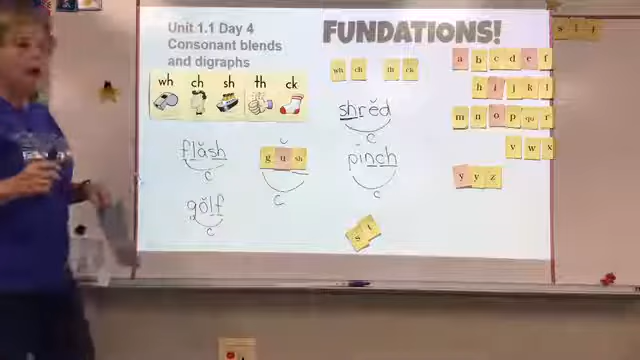 Unit 1.1 Day 4
Consonant blends
and digraphs
FUNDATIONS!
wh ch sh th ck
wh ch th ck
a b c d e f
h i j k l
m n o p qu r
v w x
y y z
shrĕd
c
flăsh
c
g u sh
c
pinch
c
gŏlf
c